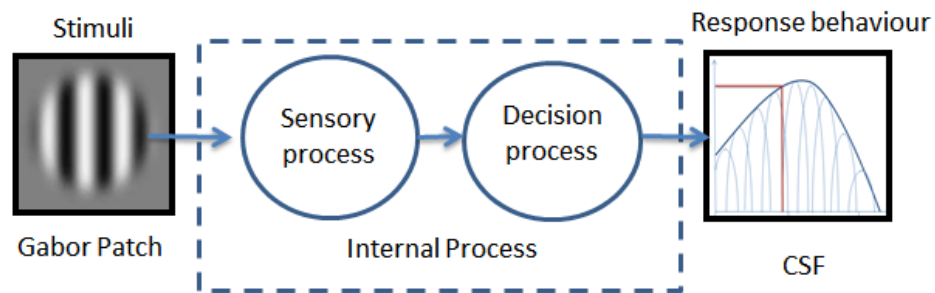 Stimuli
Gabor Patch
Sensory
process
Decision
process
Internal Process
Response behaviour
CSF